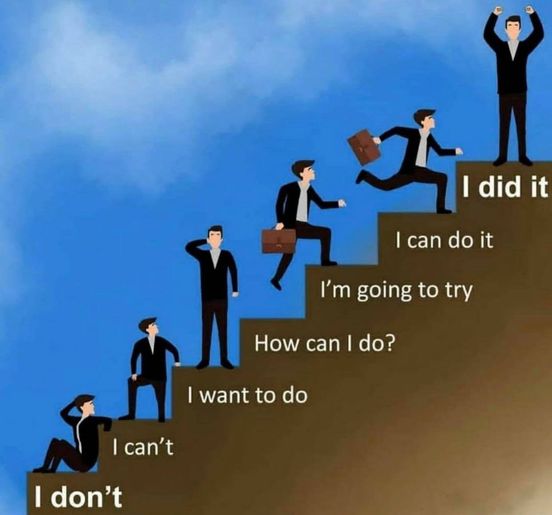 I did it
I can do it
I'm going to try
How can I do?
I want to do
I can't
I don't